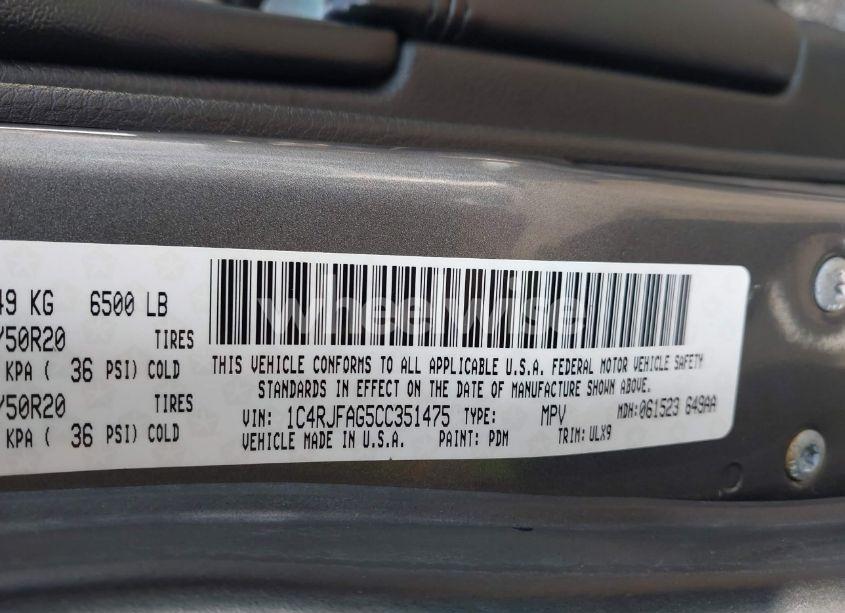 49 KG 6500 LB
/50R20 TIRES
KPA ( 36 PSI) COLD
/50R20 TIRES
KPA ( 36 PSI) COLD
wheelwise
THIS VEHICLE CONFORMS TO ALL APPLICABLE U.S.A. FEDERAL MOTOR VEHICLE SAFETY
STANDARDS IN EFFECT ON THE DATE OF MANUFACTURE SHOWN ABOVE.
VIN: 1C4RJFAG5CC351475 TYPE: MPV MDH:061523 649AA
VEHICLE MADE IN U.S.A. PAINT: PDM TRIM: ULX9